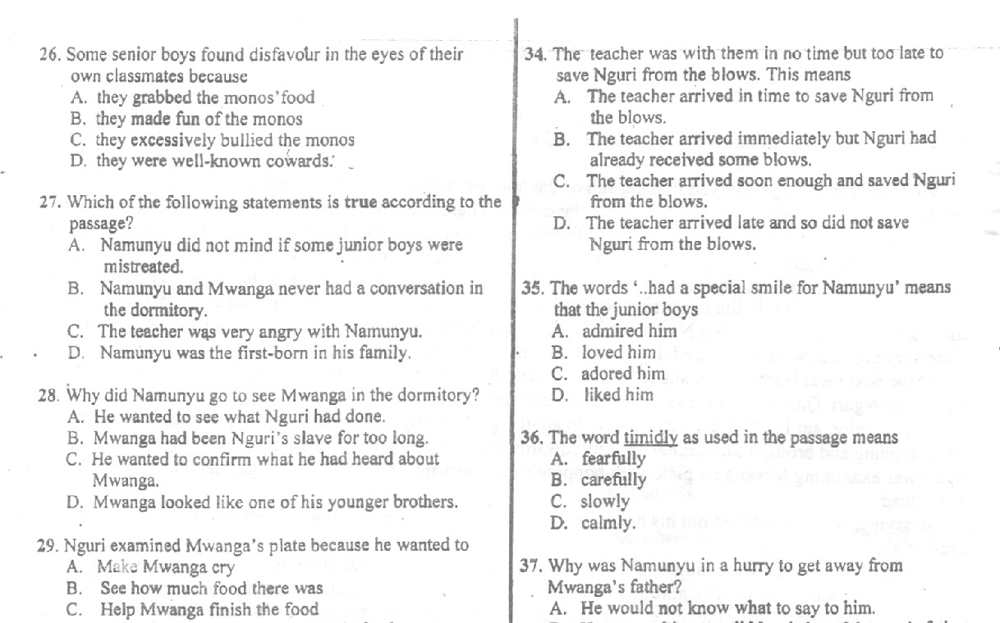 26. Some senior boys found disfavour in the eyes of their
own classmates because
A. they grabbed the monos' food
B. they made fun of the monos
C. they excessively bullied the monos
D. they were well-known cowards.
27. Which of the following statements is true according to the
passage?
A. Namunyu did not mind if some junior boys were
mistreated.
B. Namunyu and Mwanga never had a conversation in
the dormitory.
C. The teacher was very angry with Namunyu.
D. Namunyu was the first-born in his family.
28. Why did Namunyu go to see Mwanga in the dormitory?
A. He wanted to see what Nguri had done.
B. Mwanga had been Nguri's slave for too long.
C. He wanted to confirm what he had heard about
Mwanga.
D. Mwanga looked like one of his younger brothers.
29. Nguri examined Mwanga's plate because he wanted to
A. Make Mwanga cry
B. See how much food there was
C. Help Mwanga finish the food
34. The teacher was with them in no time but too late to
save Nguri from the blows. This means
A. The teacher arrived in time to save Nguri from
the blows.
B. The teacher arrived immediately but Nguri had
already received some blows.
C. The teacher arrived soon enough and saved Nguri
from the blows.
D. The teacher arrived late and so did not save
Nguri from the blows.
35. The words '..had a special smile for Namunyu' means
that the junior boys
A. admired him
B. loved him
C. adored him
D. liked him
36. The word timidly as used in the passage means
A. fearfully
B. carefully
C. slowly
D. calmly.
37. Why was Namunyu in a hurry to get away from
Mwanga's father?
A. He would not know what to say to him.